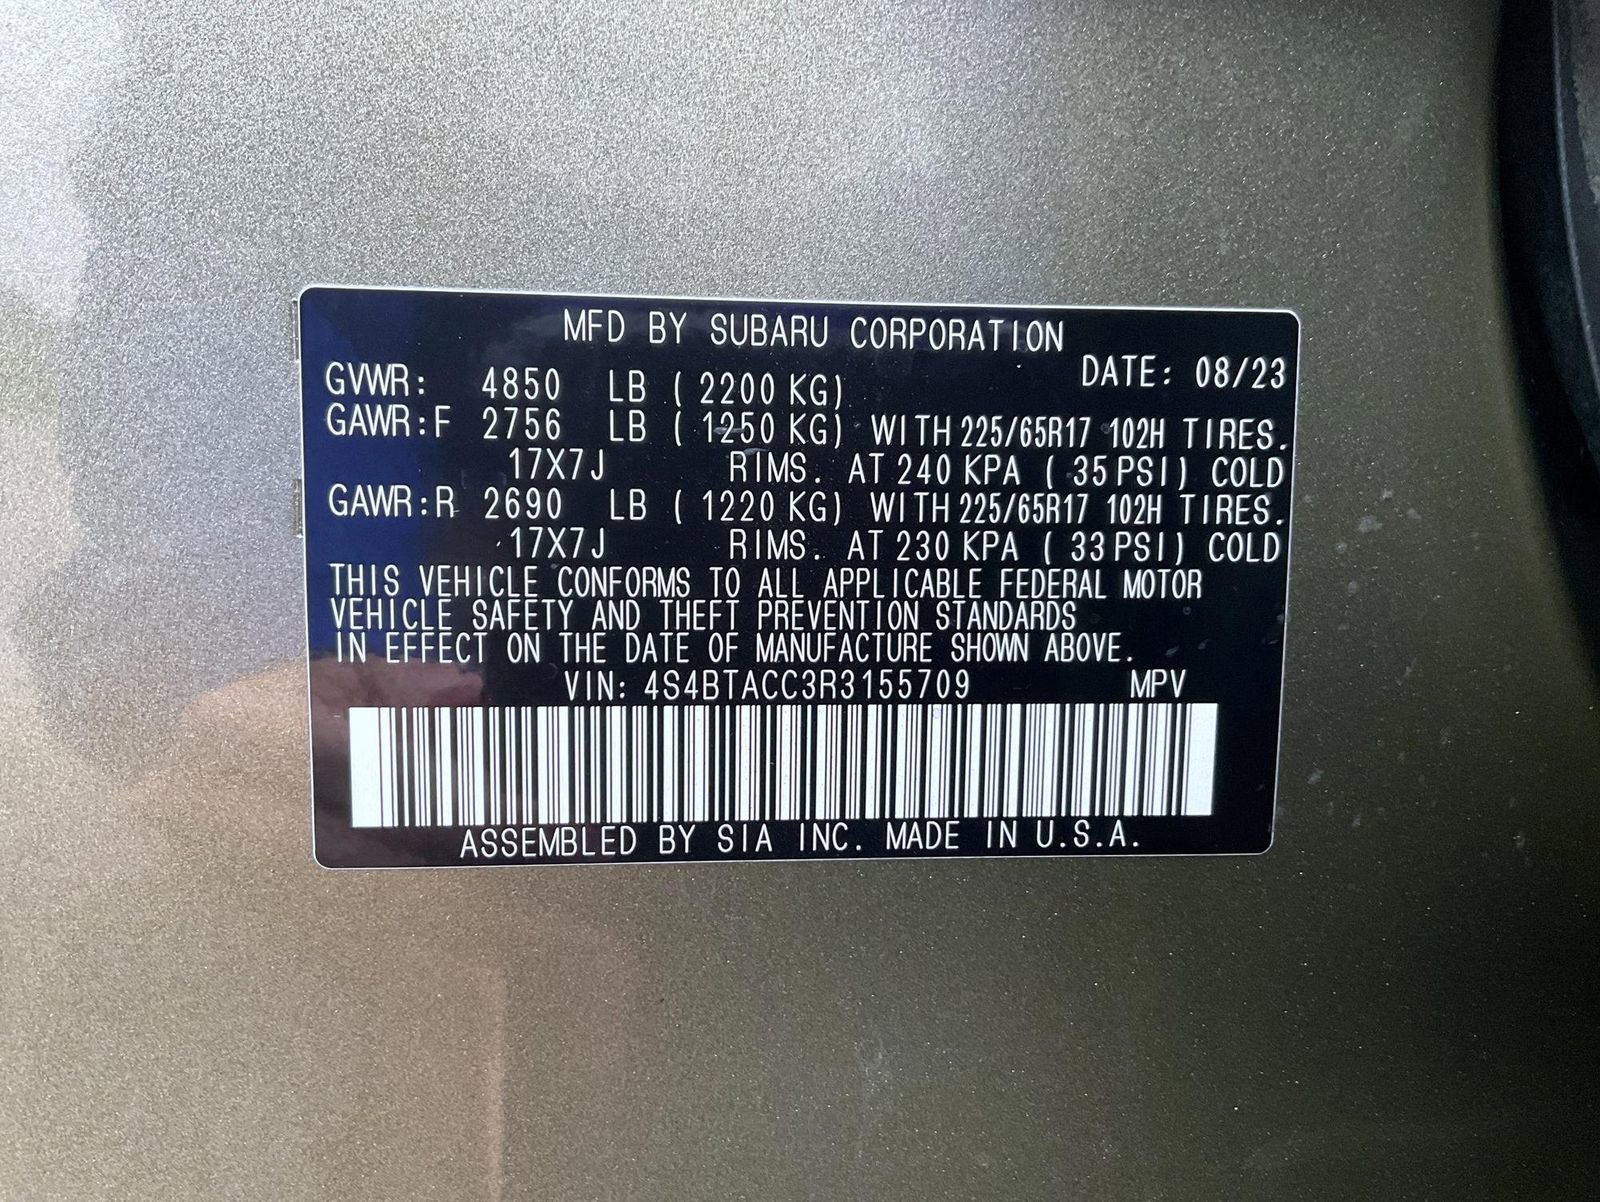 MFD BY SUBARU CORPORATION
DATE: 08/23
GVWR: 4850 LB ( 2200 KG)
GAWR:F 2756 LB ( 1250 KG) WITH 225/65R17 102H TIRES.
17X7J RIMS. AT 240 KPA ( 35 PSI) COLD
GAWR:R 2690 LB ( 1220 KG) WITH 225/65R17 102H TIRES.
17X7J RIMS. AT 230 KPA ( 33 PSI) COLD
THIS VEHICLE CONFORMS TO ALL APPLICABLE FEDERAL MOTOR
VEHICLE SAFETY AND THEFT PREVENTION STANDARDS
IN EFFECT ON THE DATE OF MANUFACTURE SHOWN ABOVE.
VIN: 4S4BTACC3R3155709 MPV
ASSEMBLED BY SIA INC. MADE IN U.S.A.